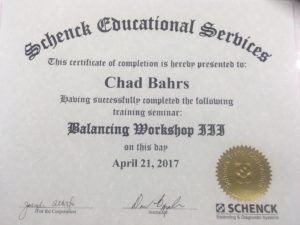 Schenck Educational Services
This certificate of completion is hereby presented to:
Chad Bahrs
Having successfully completed the following
training seminar:
Balancing Workshop III
on this day
April 21, 2017
For the Corporation
Instructor
SCHENCK
Balancing & Diagnostic Systems